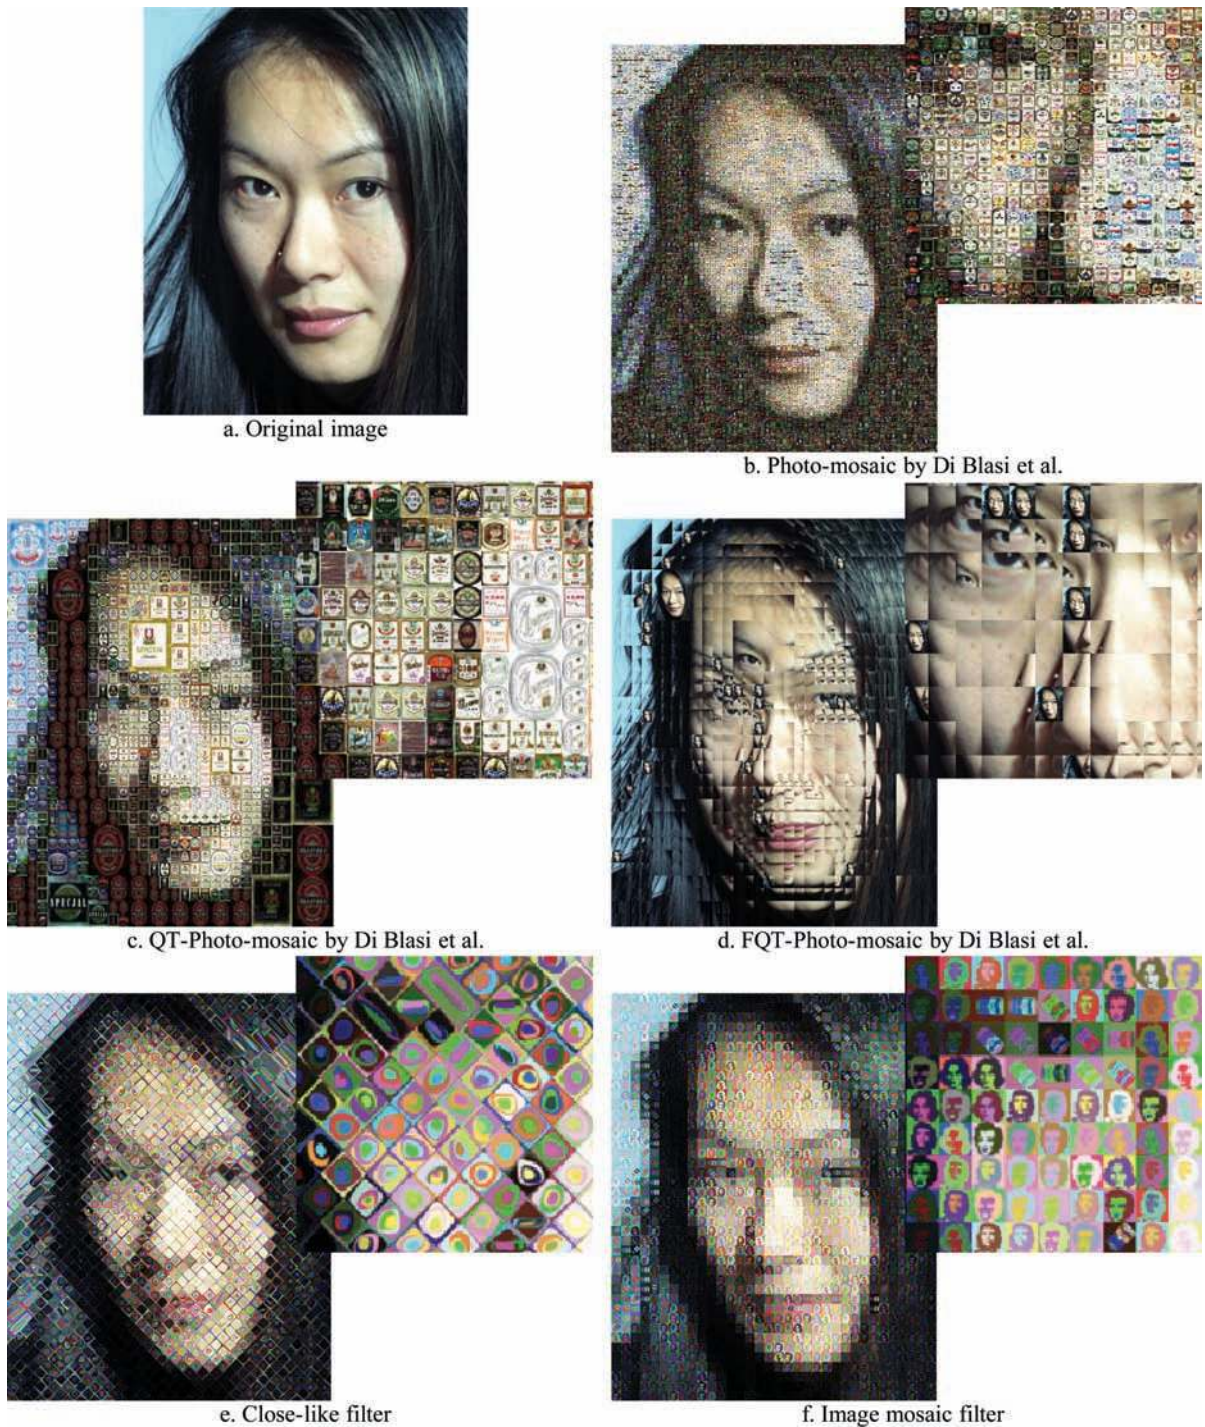 a. Original image
b. Photo-mosaic by Di Blasi et al.
c. QT-Photo-mosaic by Di Blasi et al.
d. FQT-Photo-mosaic by Di Blasi et al.
SPECJAL
e. Close-like filter
f. Image mosaic filter